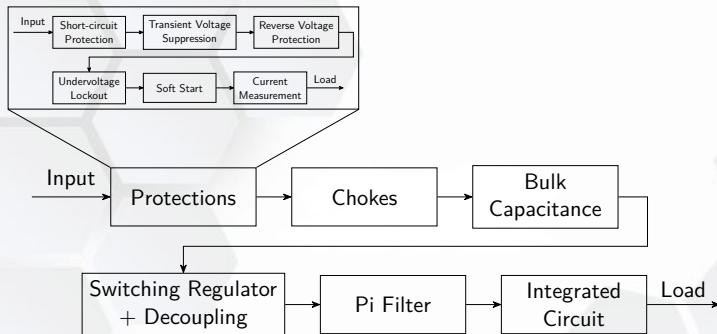 Input
Short-circuit
Protection
Transient Voltage
Suppression
Reverse Voltage
Protection
Undervoltage
Lockout
Soft Start
Current
Measurement
Load
Input
Protections
Chokes
Bulk
Capacitance
Switching Regulator
+ Decoupling
Pi Filter
Integrated
Circuit
Load